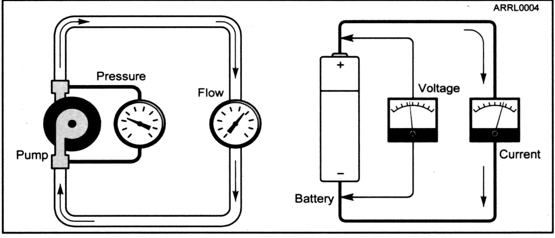 ARRL0004
Pressure
Flow
Pump
+
Voltage
Current
–
Battery